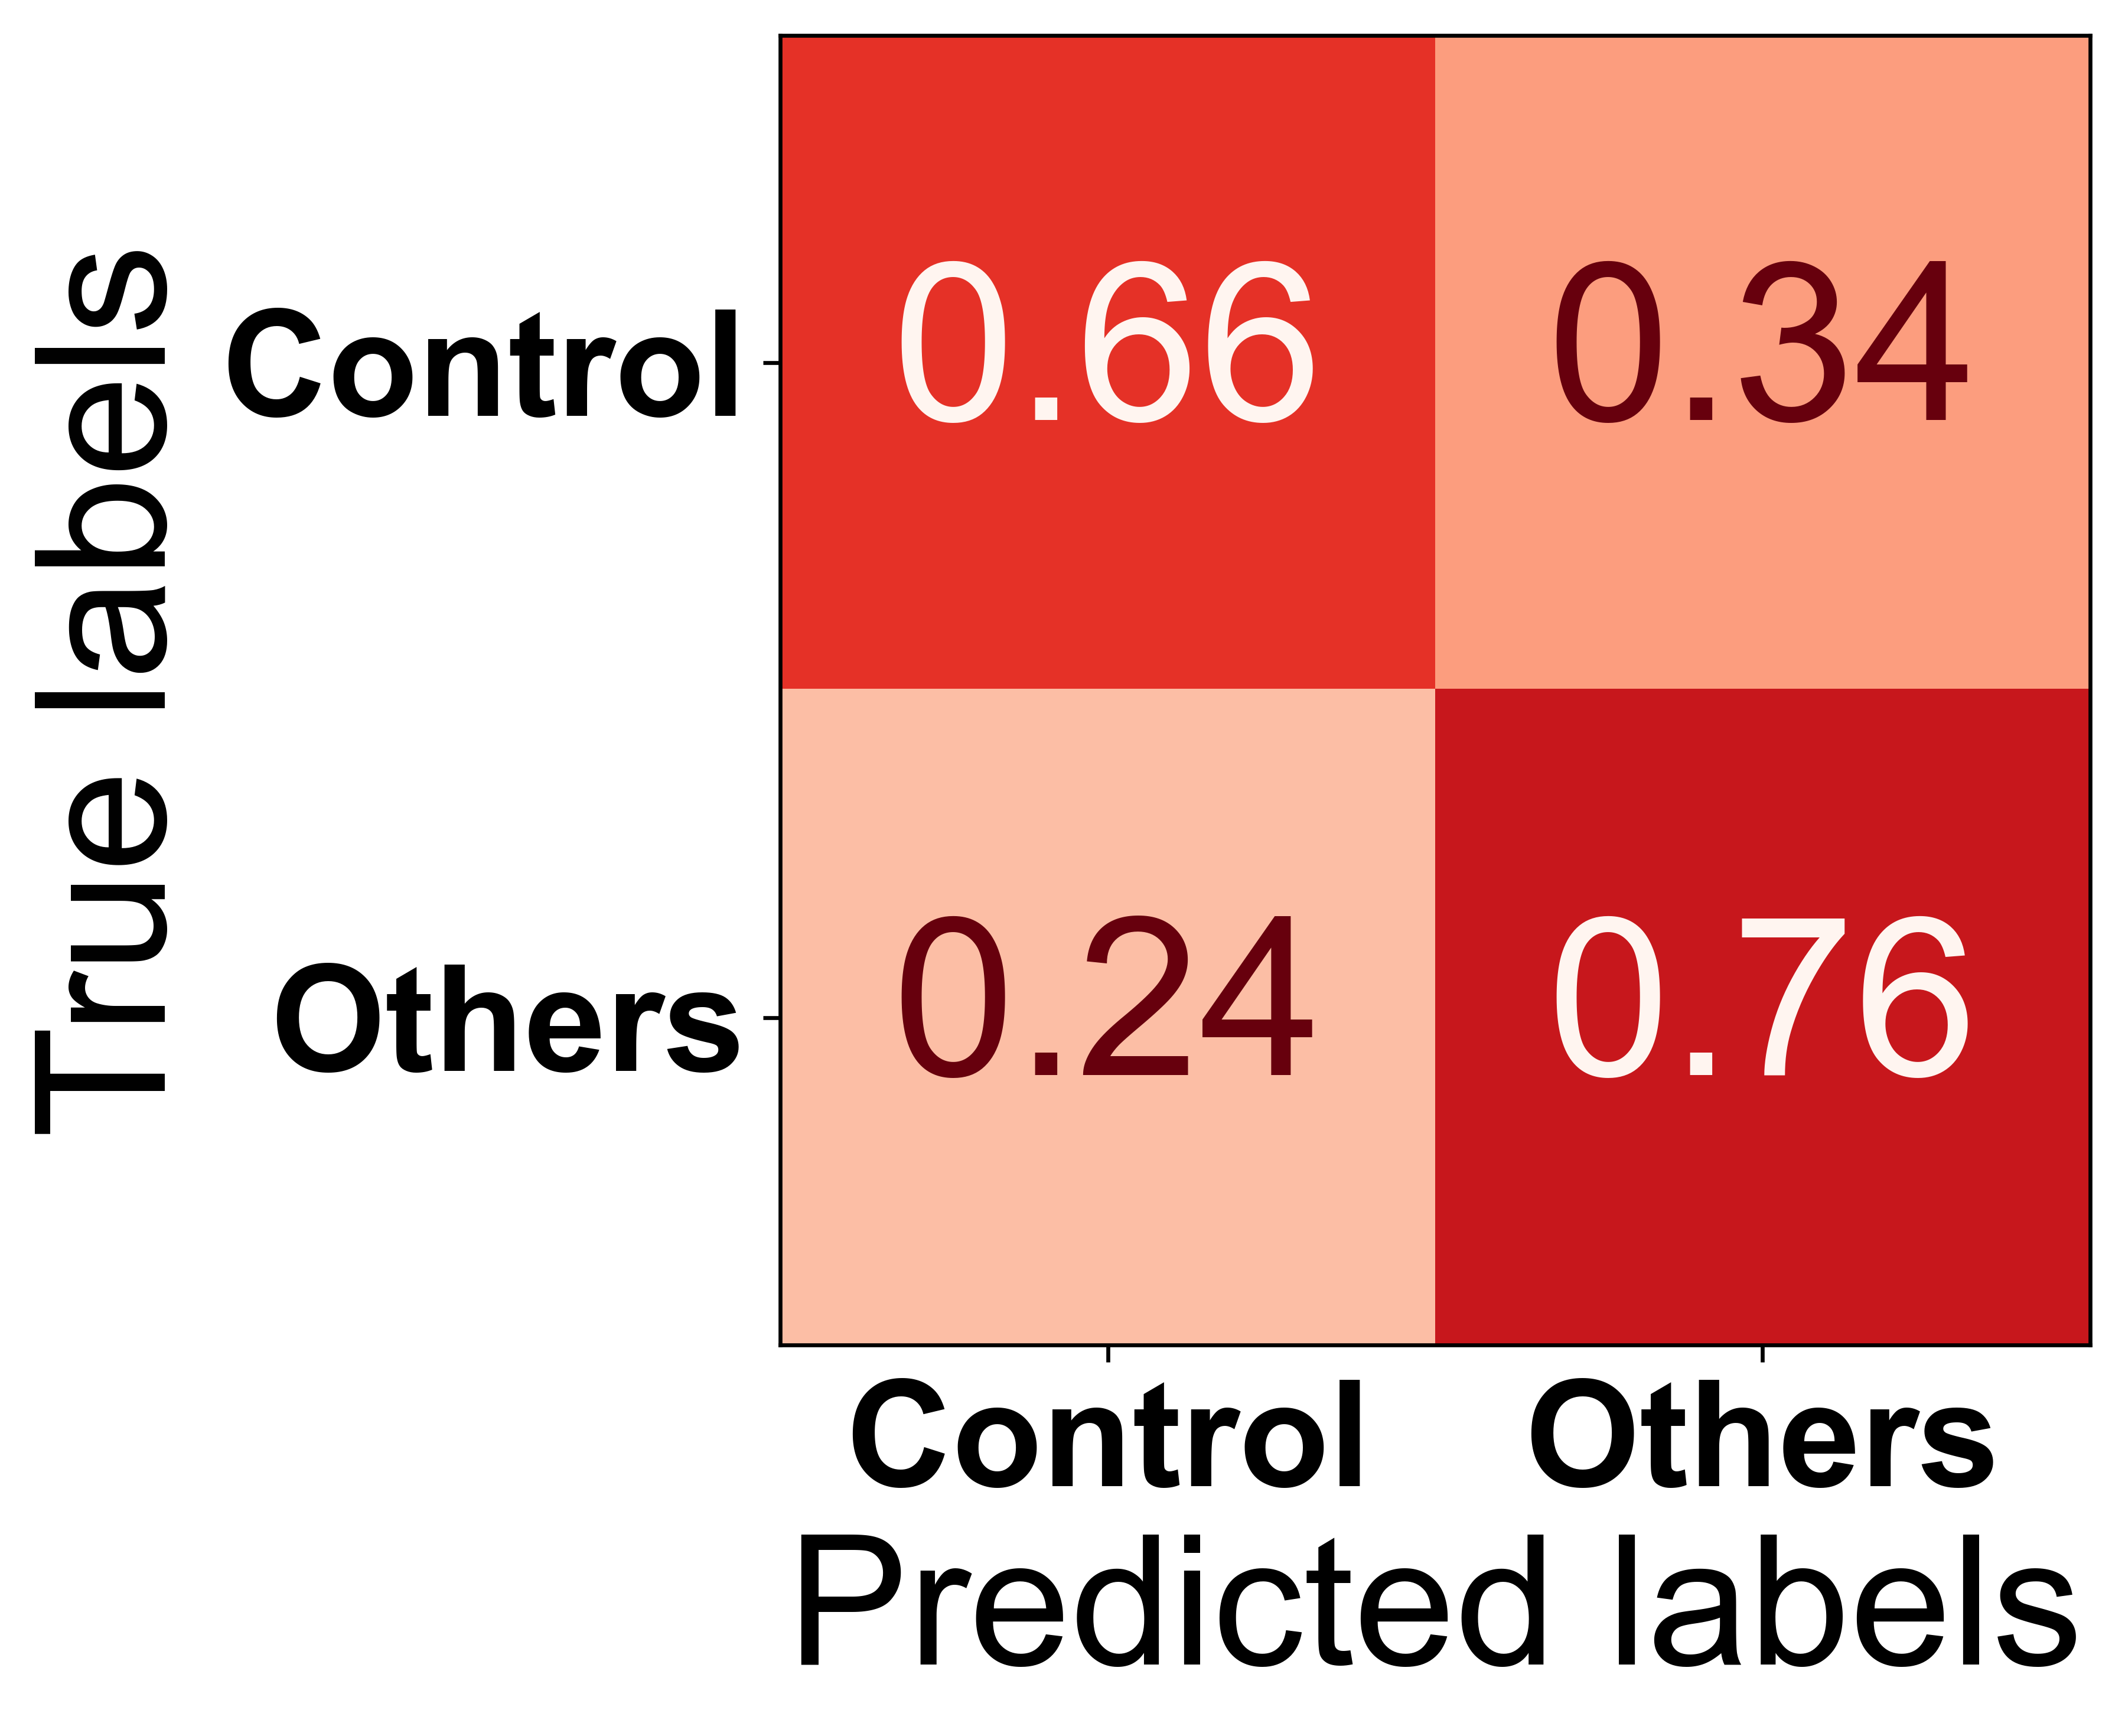 True labels
Control 0.66 0.34
Others 0.24 0.76
Control Others
Predicted labels